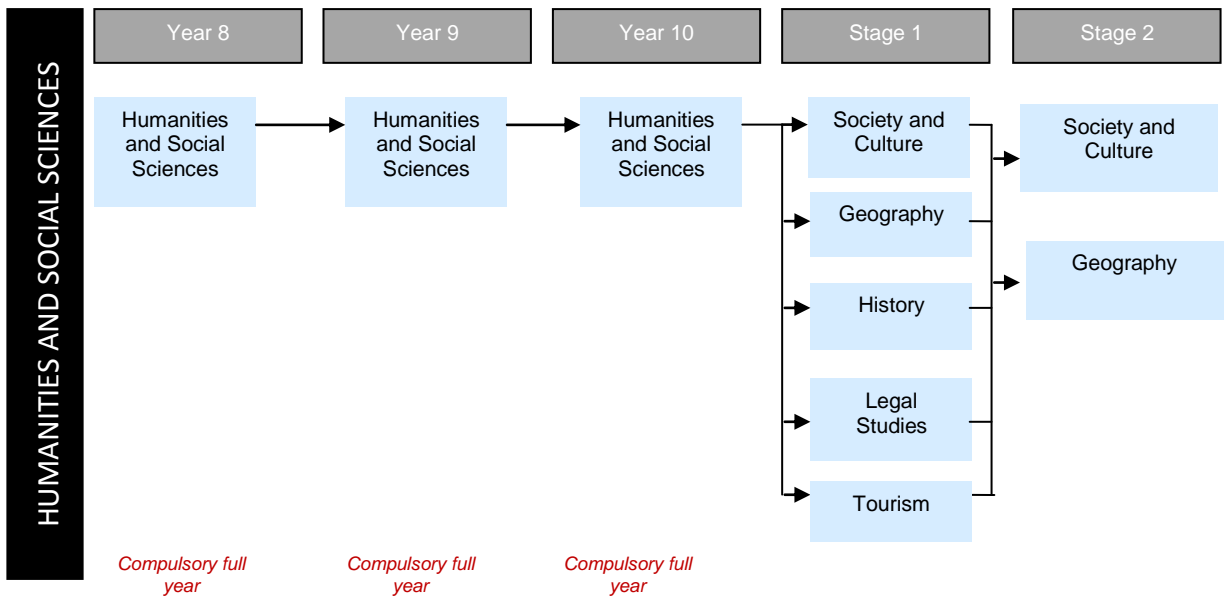 HUMANITIES AND SOCIAL SCIENCES
Year 8
Year 9
Year 10
Stage 1
Stage 2
Humanities
and Social
Sciences
Humanities
and Social
Sciences
Humanities
and Social
Sciences
Society and
Culture
Geography
History
Legal
Studies
Tourism
Society and
Culture
Geography
Compulsory full
year
Compulsory full
year
Compulsory full
year